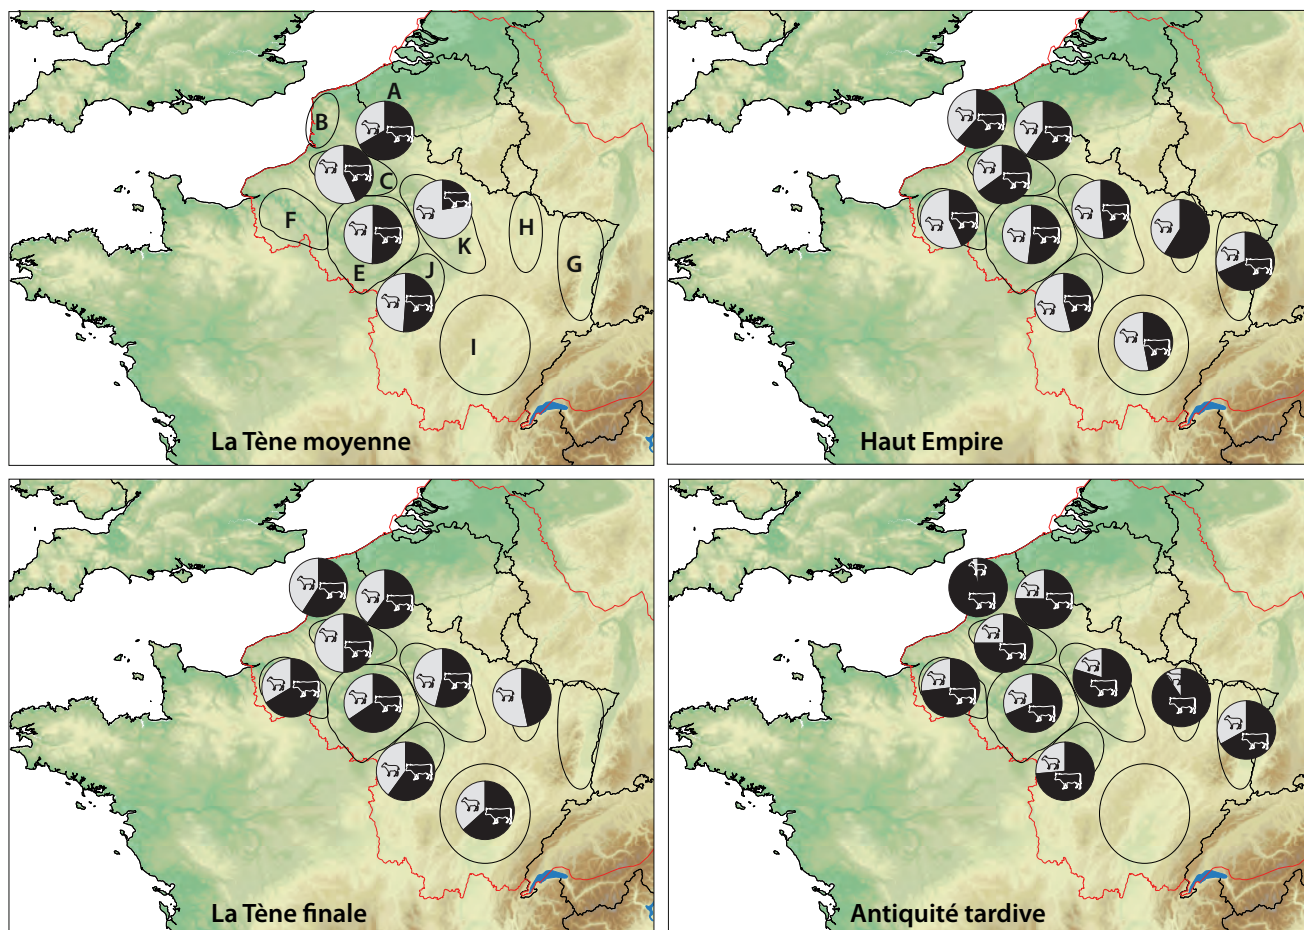 A
B
C
F
H
K
G
E
J
I
La Tène moyenne
Haut Empire
La Tène finale
Antiquité tardive